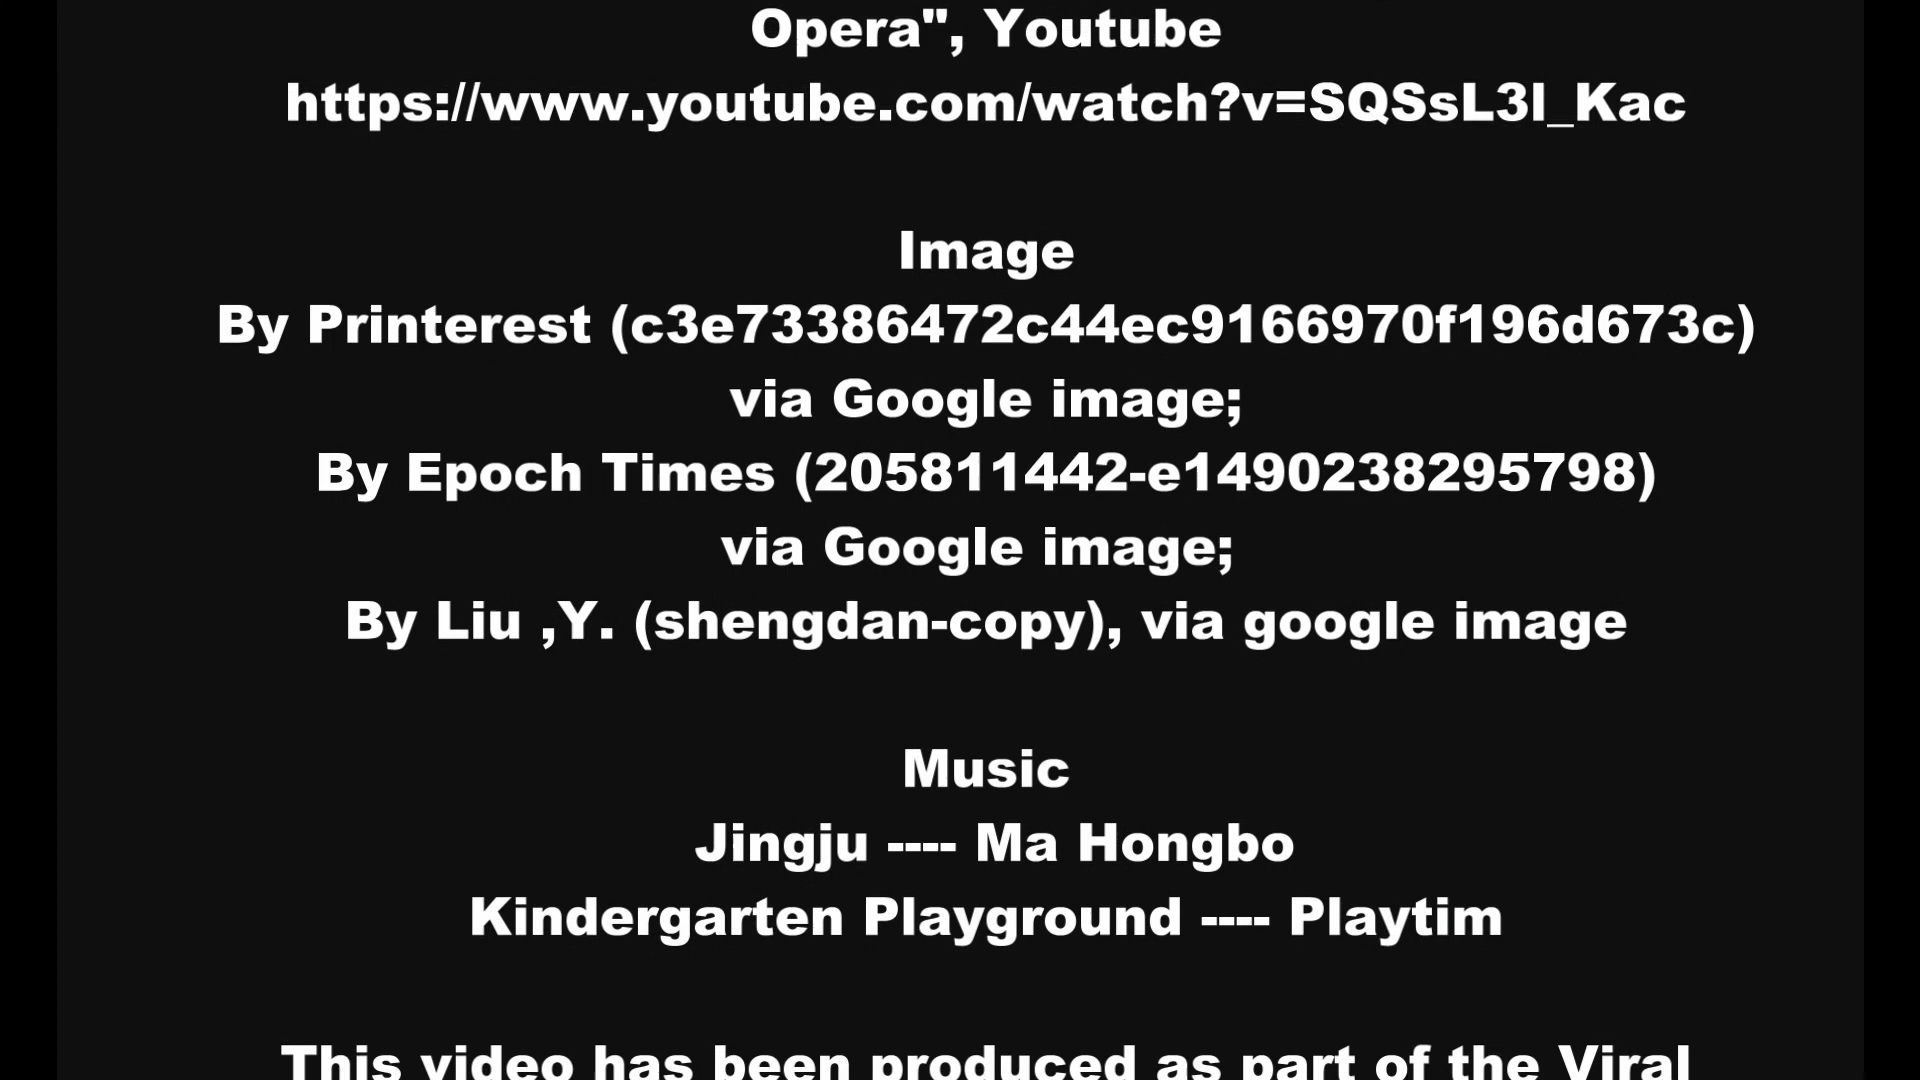 Opera", Youtube
https://www.youtube.com/watch?v=SQSsL3I_Kac
Image
By Printerest (c3e73386472c44ec9166970f196d673c)
via Google image;
By Epoch Times (205811442-e1490238295798)
via Google image;
By Liu ,Y. (shengdan-copy), via google image
Music
Jingju ---- Ma Hongbo
Kindergarten Playground ---- Playtim
This video has been produced as part of the Viral